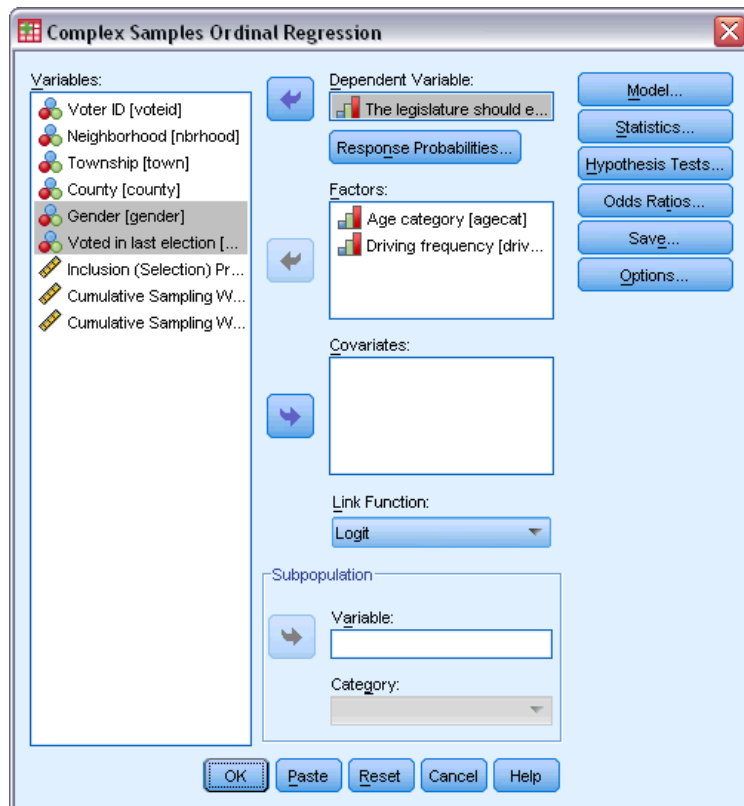 Complex Samples Ordinal Regression
Variables:
Voter ID [voteid]
Neighborhood [nbrhood]
Township [town]
County [county]
Gender [gender]
Voted in last election [...
Inclusion (Selection) Pr...
Cumulative Sampling W...
Cumulative Sampling W...
Dependent Variable:
The legislature should e...
Response Probabilities...
Factors:
Age category [agecat]
Driving frequency [driv...
Covariates:
Link Function:
Logit
Subpopulation
Variable:
Category:
Model...
Statistics...
Hypothesis Tests...
Odds Ratios...
Save...
Options...
OK Paste Reset Cancel Help